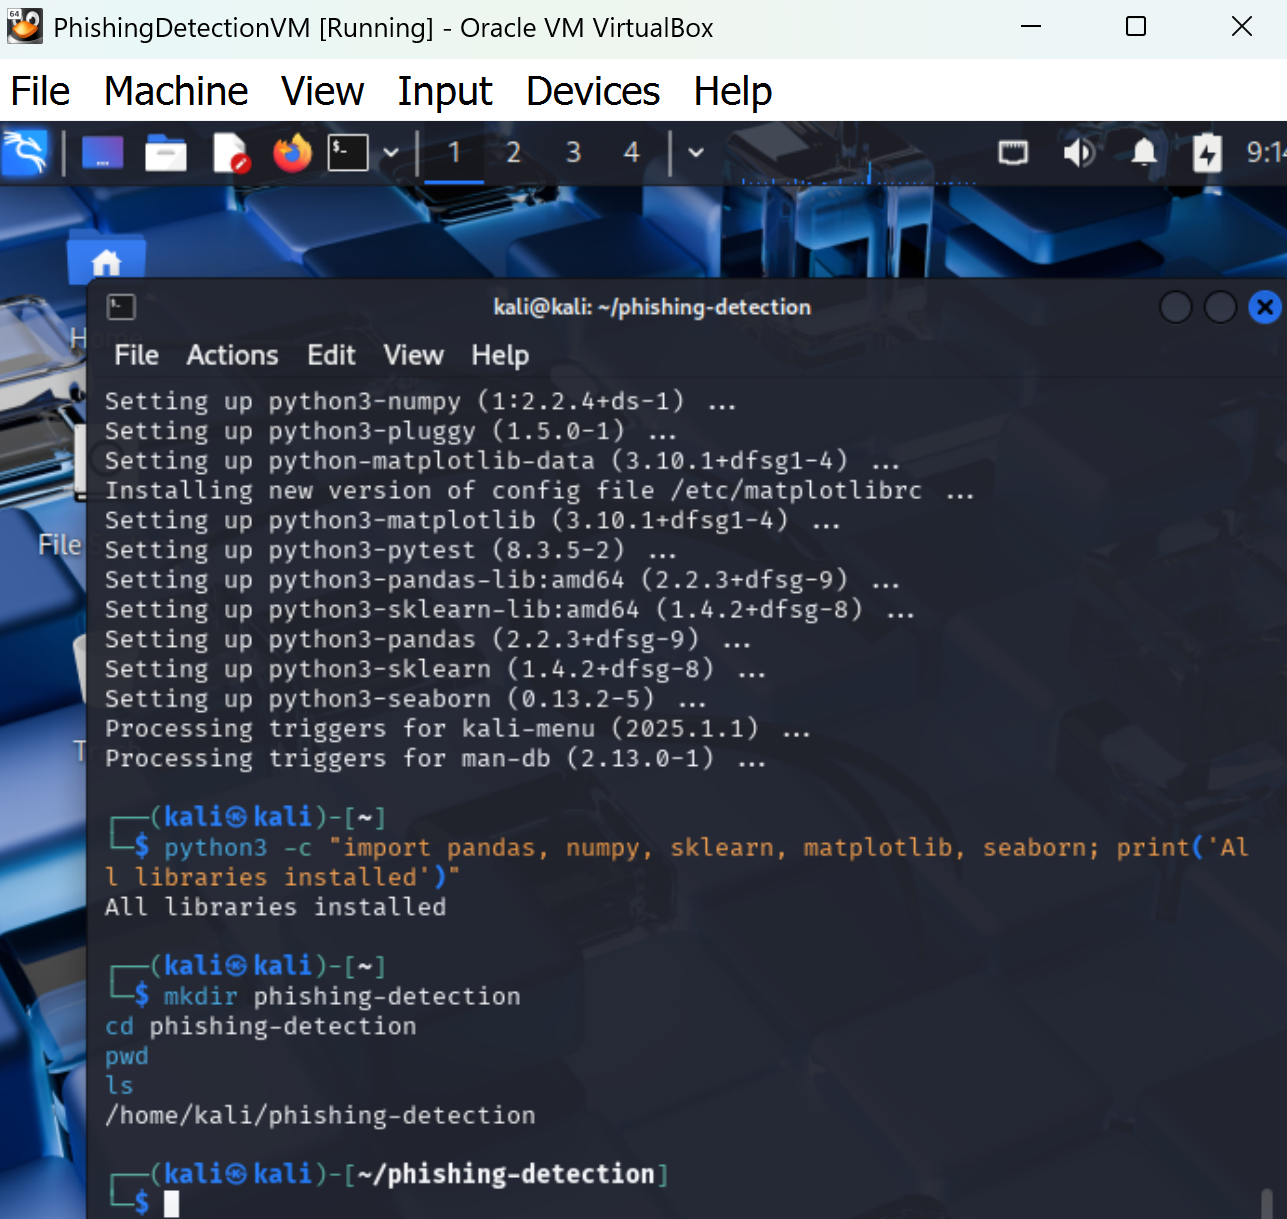 64
PhishingDetectionVM [Running] - Oracle VM VirtualBox
File Machine View Input Devices Help
$-
1 2 3 4
kali@kali: ~/phishing-detection
File Actions Edit View Help
Setting up python3-numpy (1:2.2.4+ds-1) ...
Setting up python3-pluggy (1.5.0-1) ...
Setting up python-matplotlib-data (3.10.1+dfsg1-4) ...
Installing new version of config file /etc/matplotlibrc ...
Setting up python3-matplotlib (3.10.1+dfsg1-4) ...
Setting up python3-pytest (8.3.5-2) ...
File
Setting up python3-pandas-lib:amd64 (2.2.3+dfsg-9) ...
Setting up python3-sklearn-lib:amd64 (1.4.2+dfsg-8) ...
Setting up python3-pandas (2.2.3+dfsg-9) ...
Setting up python3-sklearn (1.4.2+dfsg-8) ...
Setting up python3-seaborn (0.13.2-5) ...
Processing triggers for kali-menu (2025.1.1) ...
Processing triggers for man-db (2.13.0-1) ...
┌──(kali㉿kali)-[~]
└─$ python3 -c "import pandas, numpy, sklearn, matplotlib, seaborn; print('Al
l libraries installed')"
All libraries installed
┌──(kali㉿kali)-[~]
└─$ mkdir phishing-detection
cd phishing-detection
pwd
ls
/home/kali/phishing-detection
┌──(kali㉿kali)-[~/phishing-detection]
└─$